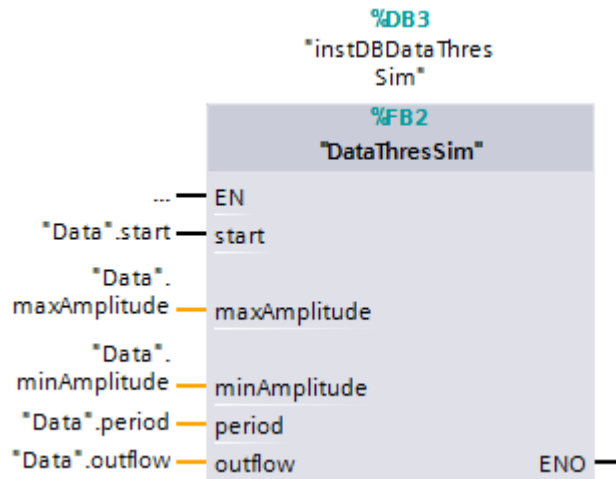 %DB3
"instDBDataThres
Sim"
%FB2
"DataThresSim"
... EN
"Data".start start
"Data".
maxAmplitude maxAmplitude
"Data".
minAmplitude minAmplitude
"Data".period period
"Data".outflow outflow ENO